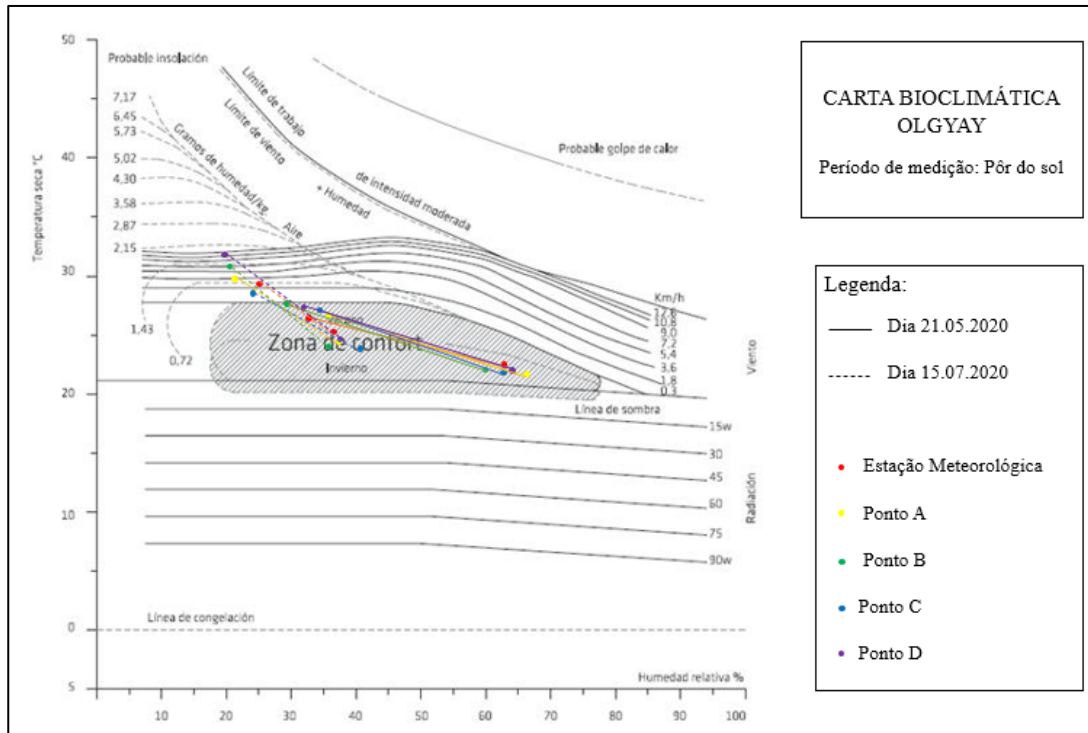 50
40
30
20
10
0
5
Temperatura seca °C
Probable insolación
7,17
6,45
5,73
5,02
4,30
3,58
2,87
2,15
1,43
0,72
Gramos de humedad/kg
Aire
Límite de trabajo
de intensidad moderada
Límite de viento
+ Humedad
Probable golpe de calor
Km/h
10,8
9,0
7,2
5,4
3,6
1,8
0,3
Viento
Zona de confort
Invierno
Línea de sombra
15w
30
45
60
75
90w
Radiación
Línea de congelación
Humedad relativa %
10 20 30 40 50 60 70 80 90 100
CARTA BIOCLIMÁTICA
OLGYAY
Período de medição: Pôr do sol
Legenda:
Dia 21.05.2020
Dia 15.07.2020
Estação Meteorológica
Ponto A
Ponto B
Ponto C
Ponto D